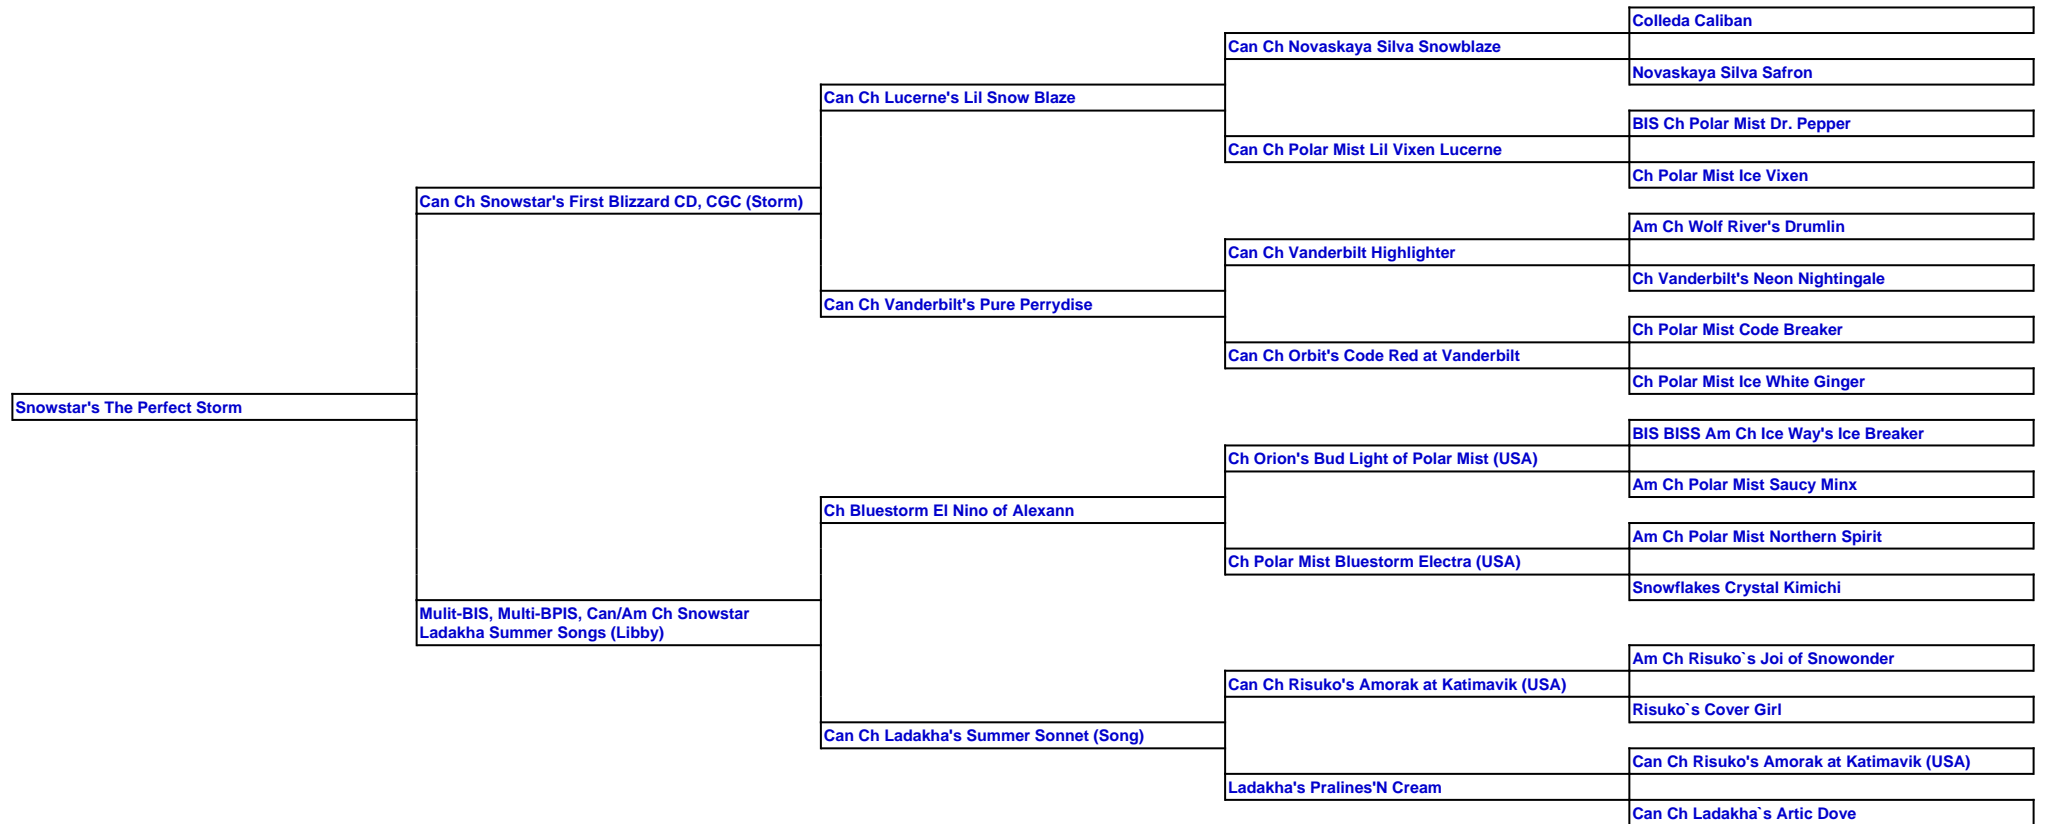 Colleda Caliban
Can Ch Novaskaya Silva Snowblaze
Novaskaya Silva Safron
Can Ch Lucerne's Lil Snow Blaze
BIS Ch Polar Mist Dr. Pepper
Can Ch Polar Mist Lil Vixen Lucerne
Ch Polar Mist Ice Vixen
Can Ch Snowstar's First Blizzard CD, CGC (Storm)
Am Ch Wolf River's Drumlin
Can Ch Vanderbilt Highlighter
Ch Vanderbilt's Neon Nightingale
Can Ch Vanderbilt's Pure Perrydise
Ch Polar Mist Code Breaker
Can Ch Orbit's Code Red at Vanderbilt
Ch Polar Mist Ice White Ginger
Snowstar's The Perfect Storm
BIS BISS Am Ch Ice Way's Ice Breaker
Ch Orion's Bud Light of Polar Mist (USA)
Am Ch Polar Mist Saucy Minx
Ch Bluestorm El Nino of Alexann
Am Ch Polar Mist Northern Spirit
Ch Polar Mist Bluestorm Electra (USA)
Snowflakes Crystal Kimichi
Mulit-BIS, Multi-BPIS, Can/Am Ch Snowstar
Ladakha Summer Songs (Libby)
Am Ch Risuko`s Joi of Snowonder
Can Ch Risuko's Amorak at Katimavik (USA)
Risuko`s Cover Girl
Can Ch Ladakha's Summer Sonnet (Song)
Can Ch Risuko's Amorak at Katimavik (USA)
Ladakha's Pralines'N Cream
Can Ch Ladakha`s Artic Dove